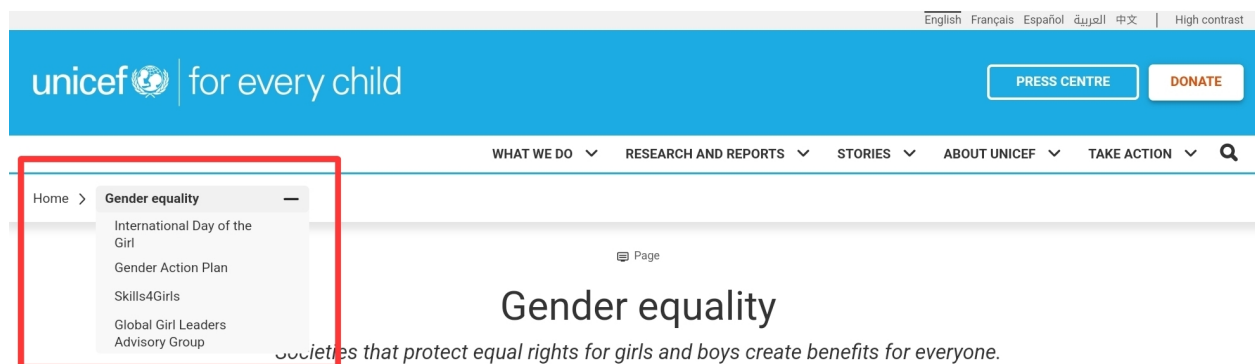 English Français Español العربية 中文 | High contrast
unicef for every child
PRESS CENTRE DONATE
WHAT WE DO RESEARCH AND REPORTS STORIES ABOUT UNICEF TAKE ACTION
Home > Gender equality
International Day of the
Girl
Gender Action Plan
Skills4Girls
Global Girl Leaders
Advisory Group
Page
Gender equality
Societies that protect equal rights for girls and boys create benefits for everyone.